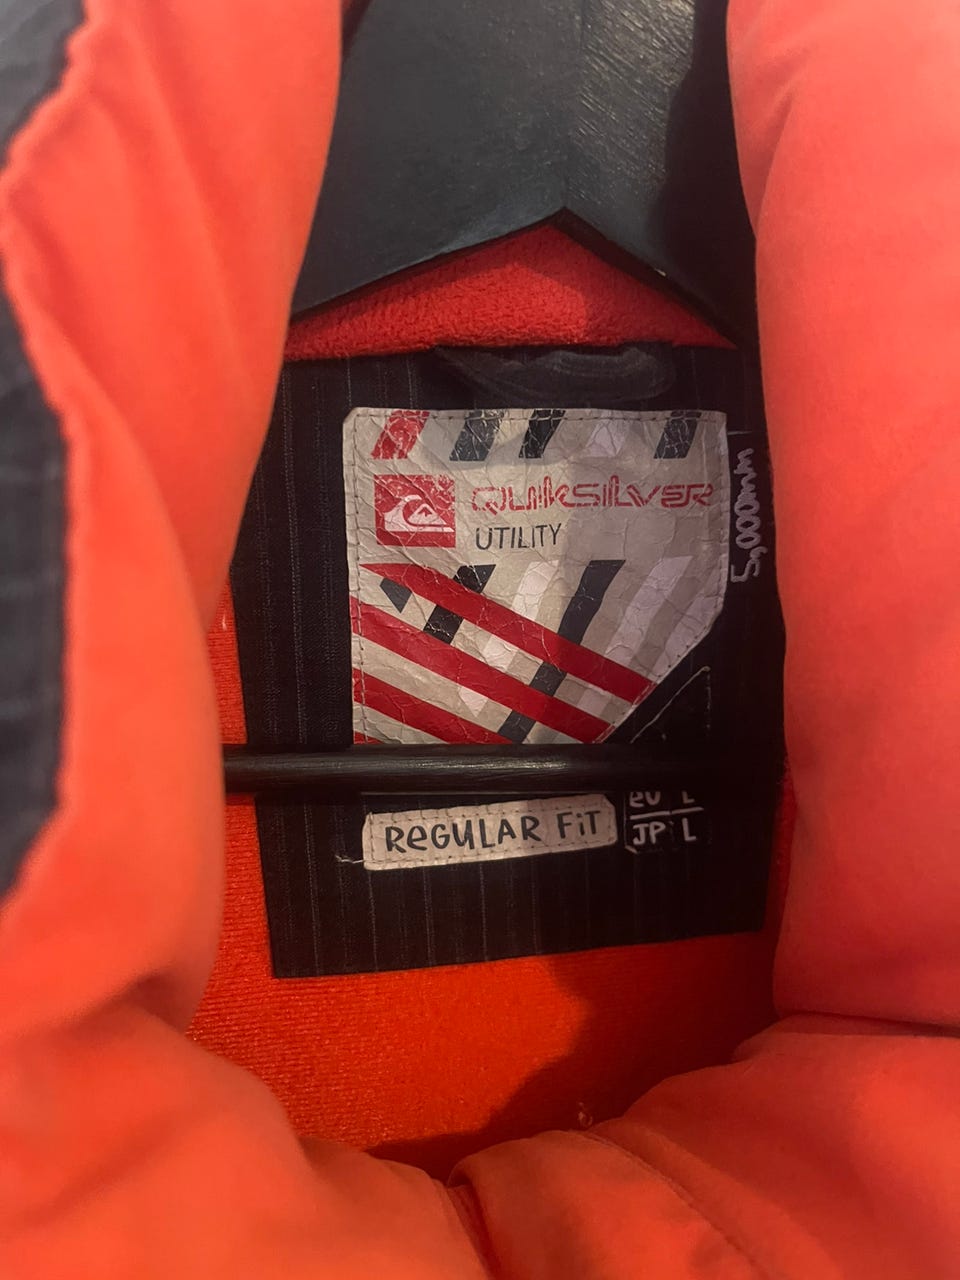 QUIKSILVER
UTILITY
5,000mm
REGULAR FIT
EU L
JP L